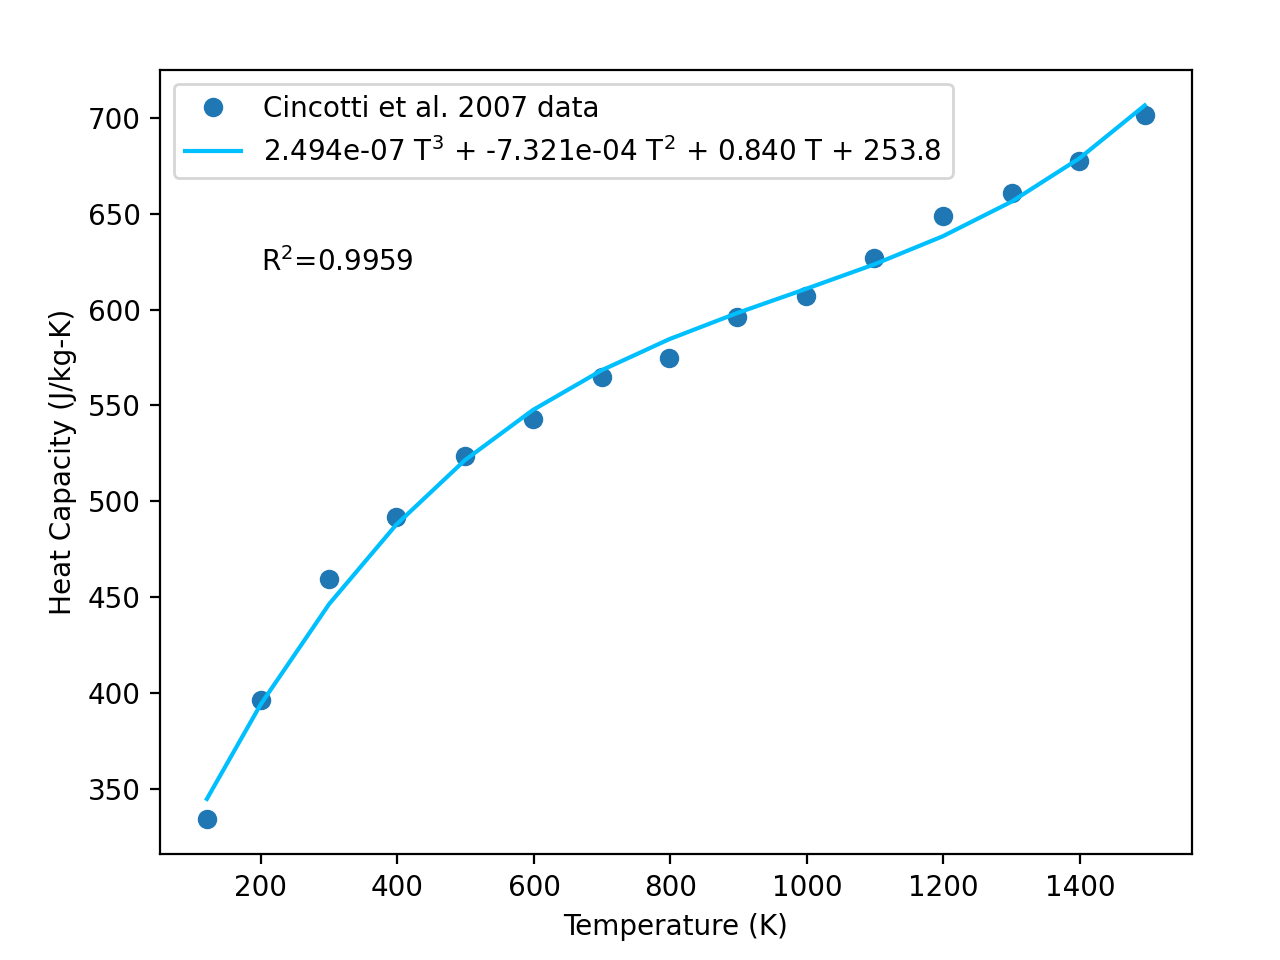 Cincotti et al. 2007 data
2.494e-07 T³ + -7.321e-04 T² + 0.840 T + 253.8
R²=0.9959
700
650
600
550
500
450
400
350
Heat Capacity (J/kg-K)
200 400 600 800 1000 1200 1400
Temperature (K)